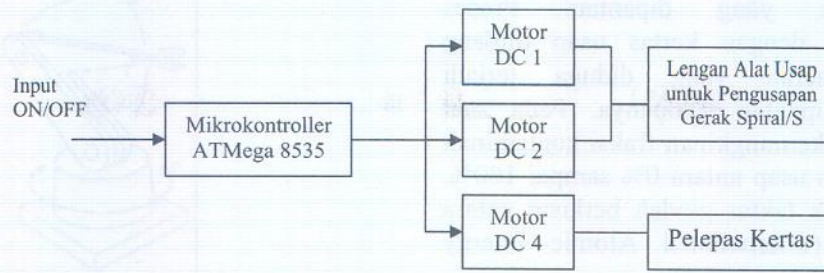 Input
ON/OFF
Mikrokontroller
ATMega 8535
Motor
DC 1
Motor
DC 2
Motor
DC 4
Lengan Alat Usap
untuk Pengusapan
Gerak Spiral/S
Pelepas Kertas